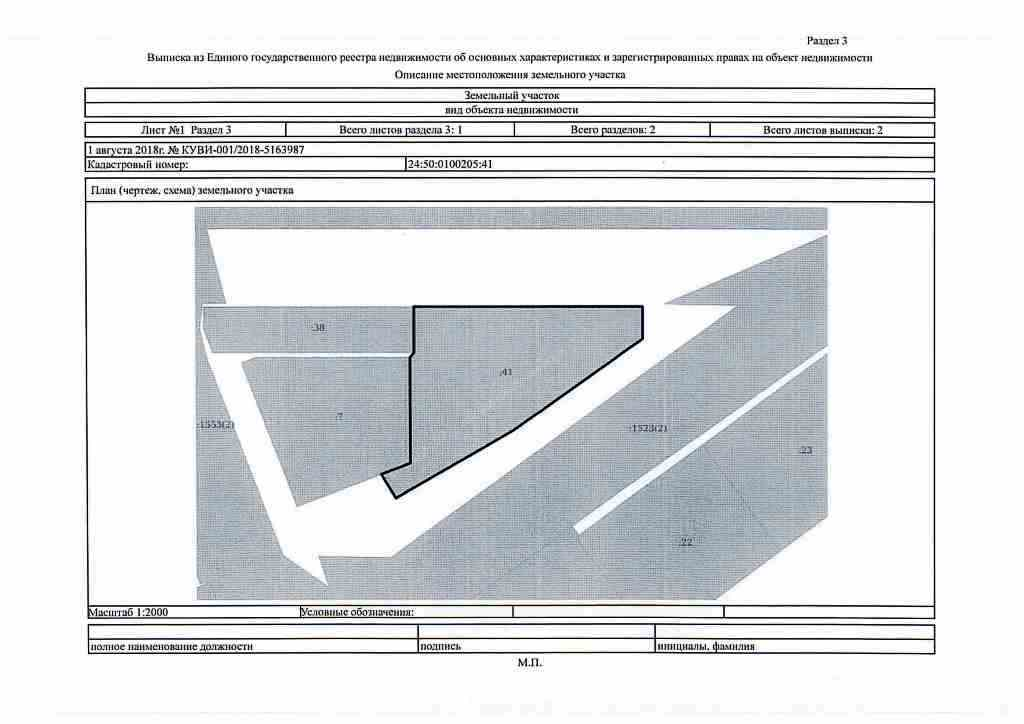 Раздел 3
Выписка из Единого государственного реестра недвижимости об основных характеристиках и зарегистрированных правах на объект недвижимости
Описание местоположения земельного участка
Земельный участок
вид объекта недвижимости
Лист №1 Раздел 3 Всего листов раздела 3: 1 Всего разделов: 2 Всего листов выписки: 2
1 августа 2018г. № КУВИ-001/2018-5163987
Кадастровый номер: 24:50:0100205:41
План (чертеж, схема) земельного участка
:38
:41
:7
:1553(2)
:1523(2)
:23
:22
Масштаб 1:2000 Условные обозначения:
полное наименование должности подпись инициалы, фамилия
М.П.